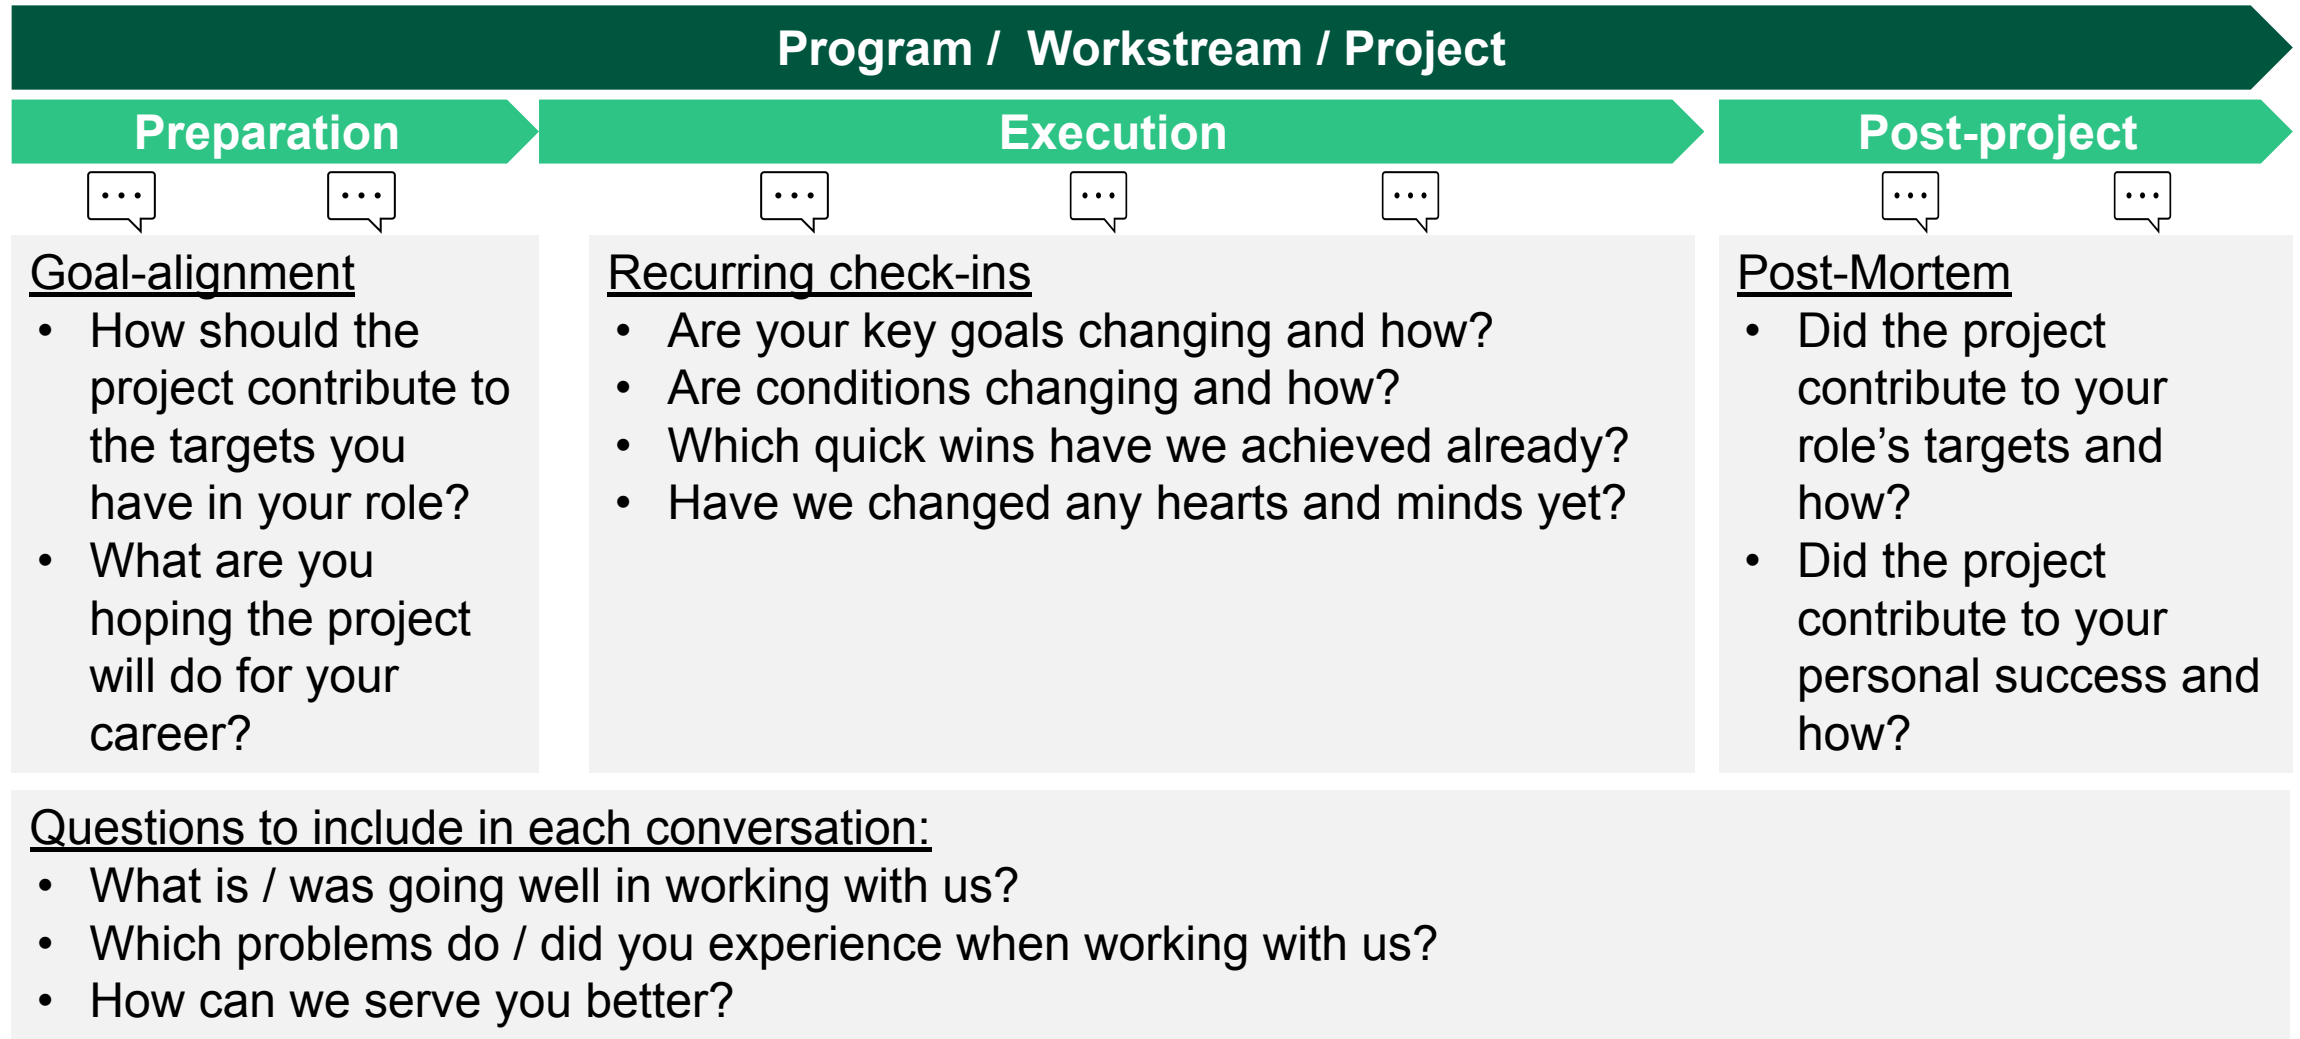 Program /  Workstream / Project
Preparation
Execution
Post-project
Goal-alignment
• How should the
project contribute to
the targets you
have in your role?
• What are you
hoping the project
will do for your
career?
Recurring check-ins
• Are your key goals changing and how?
• Are conditions changing and how?
• Which quick wins have we achieved already?
• Have we changed any hearts and minds yet?
Post-Mortem
• Did the project
contribute to your
role’s targets and
how?
• Did the project
contribute to your
personal success and
how?
Questions to include in each conversation:
• What is / was going well in working with us?
• Which problems do / did you experience when working with us?
• How can we serve you better?